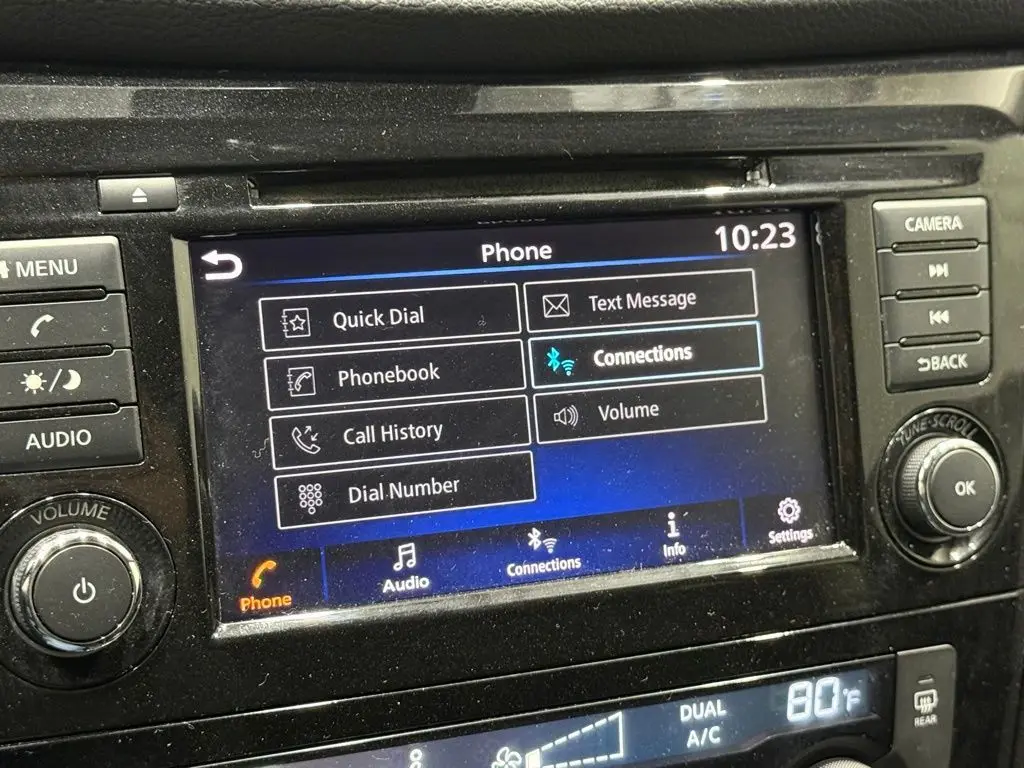 Phone
10:23
Quick Dial
Text Message
Phonebook
Connections
Call History
Volume
Dial Number
Phone
Audio
Connections
i
Info
Settings
MENU
AUDIO
VOLUME
CAMERA
BACK
TUNE·SCROLL
OK
DUAL
A/C
80°F
REAR